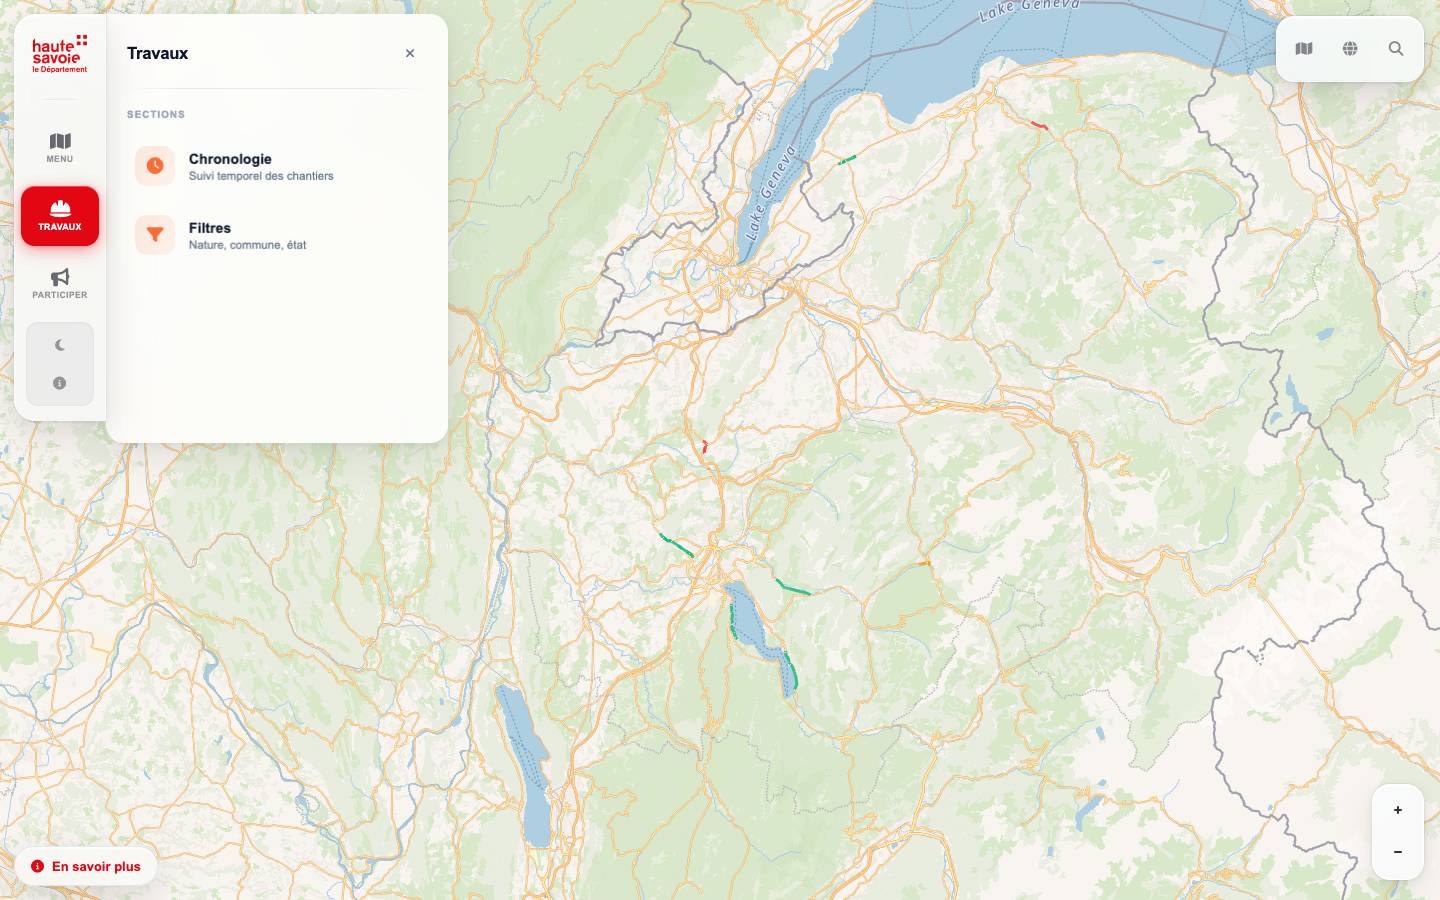 haute
savoie
le Département
MENU
TRAVAUX
PARTICIPER
Travaux
SECTIONS
Chronologie
Suivi temporel des chantiers
Filtres
Nature, commune, état
Lake Geneva
Lake Geneva
+
−
En savoir plus